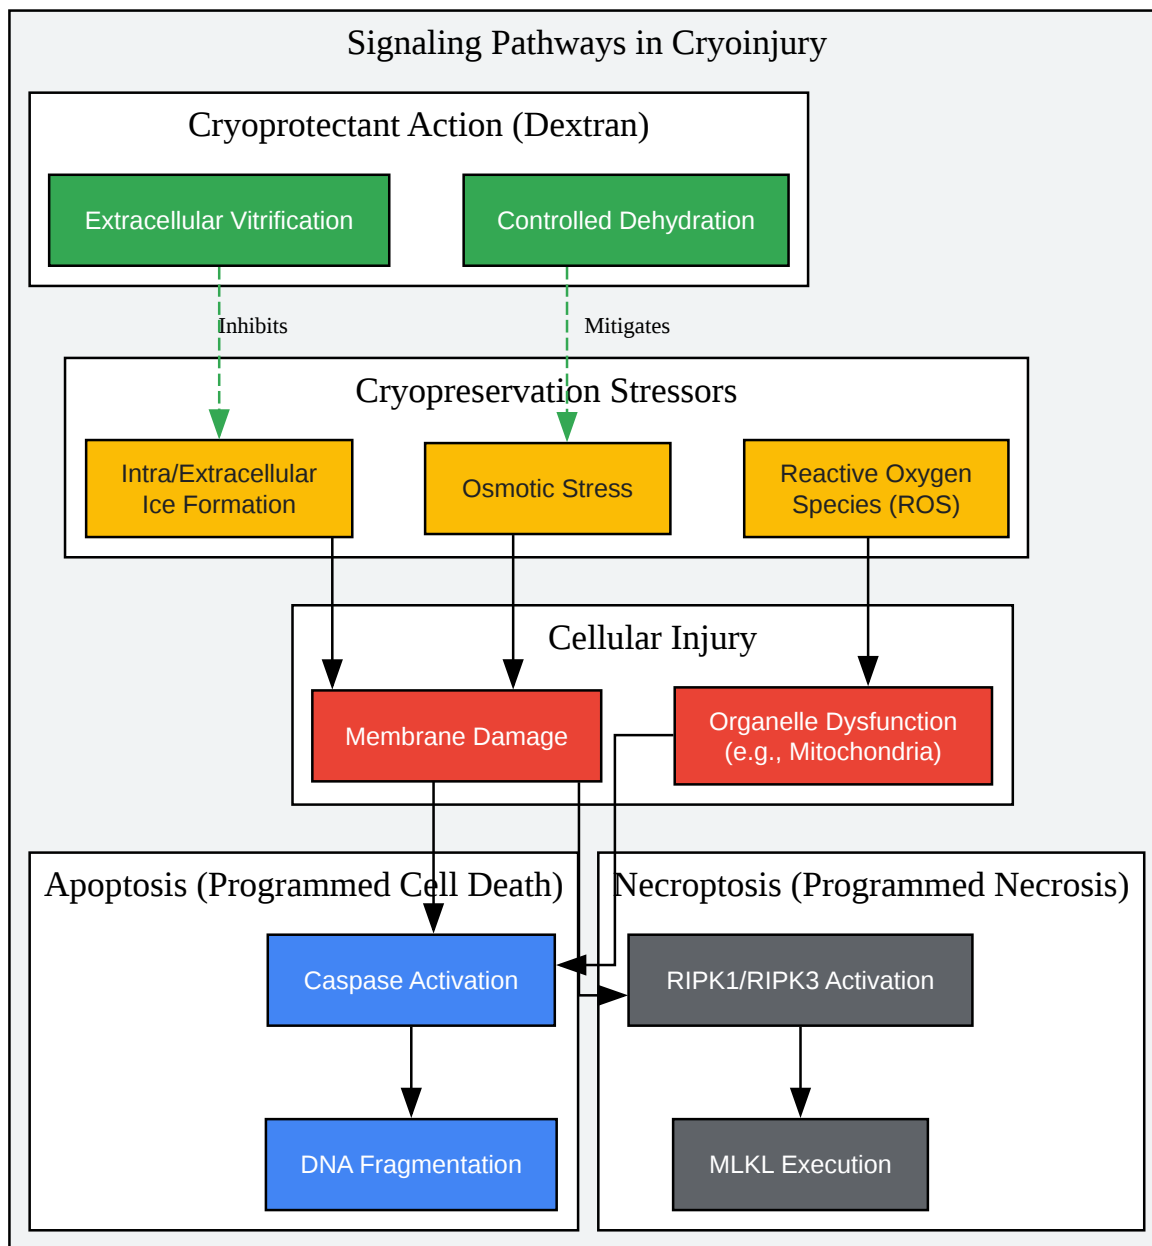 Signaling Pathways in Cryoinjury
Cryoprotectant Action (Dextran)
Extracellular Vitrification
Controlled Dehydration
Inhibits
Mitigates
Cryopreservation Stressors
Intra/Extracellular
Ice Formation
Osmotic Stress
Reactive Oxygen
Species (ROS)
Cellular Injury
Membrane Damage
Organelle Dysfunction
(e.g., Mitochondria)
Apoptosis (Programmed Cell Death)
Necroptosis (Programmed Necrosis)
Caspase Activation
RIPK1/RIPK3 Activation
DNA Fragmentation
MLKL Execution